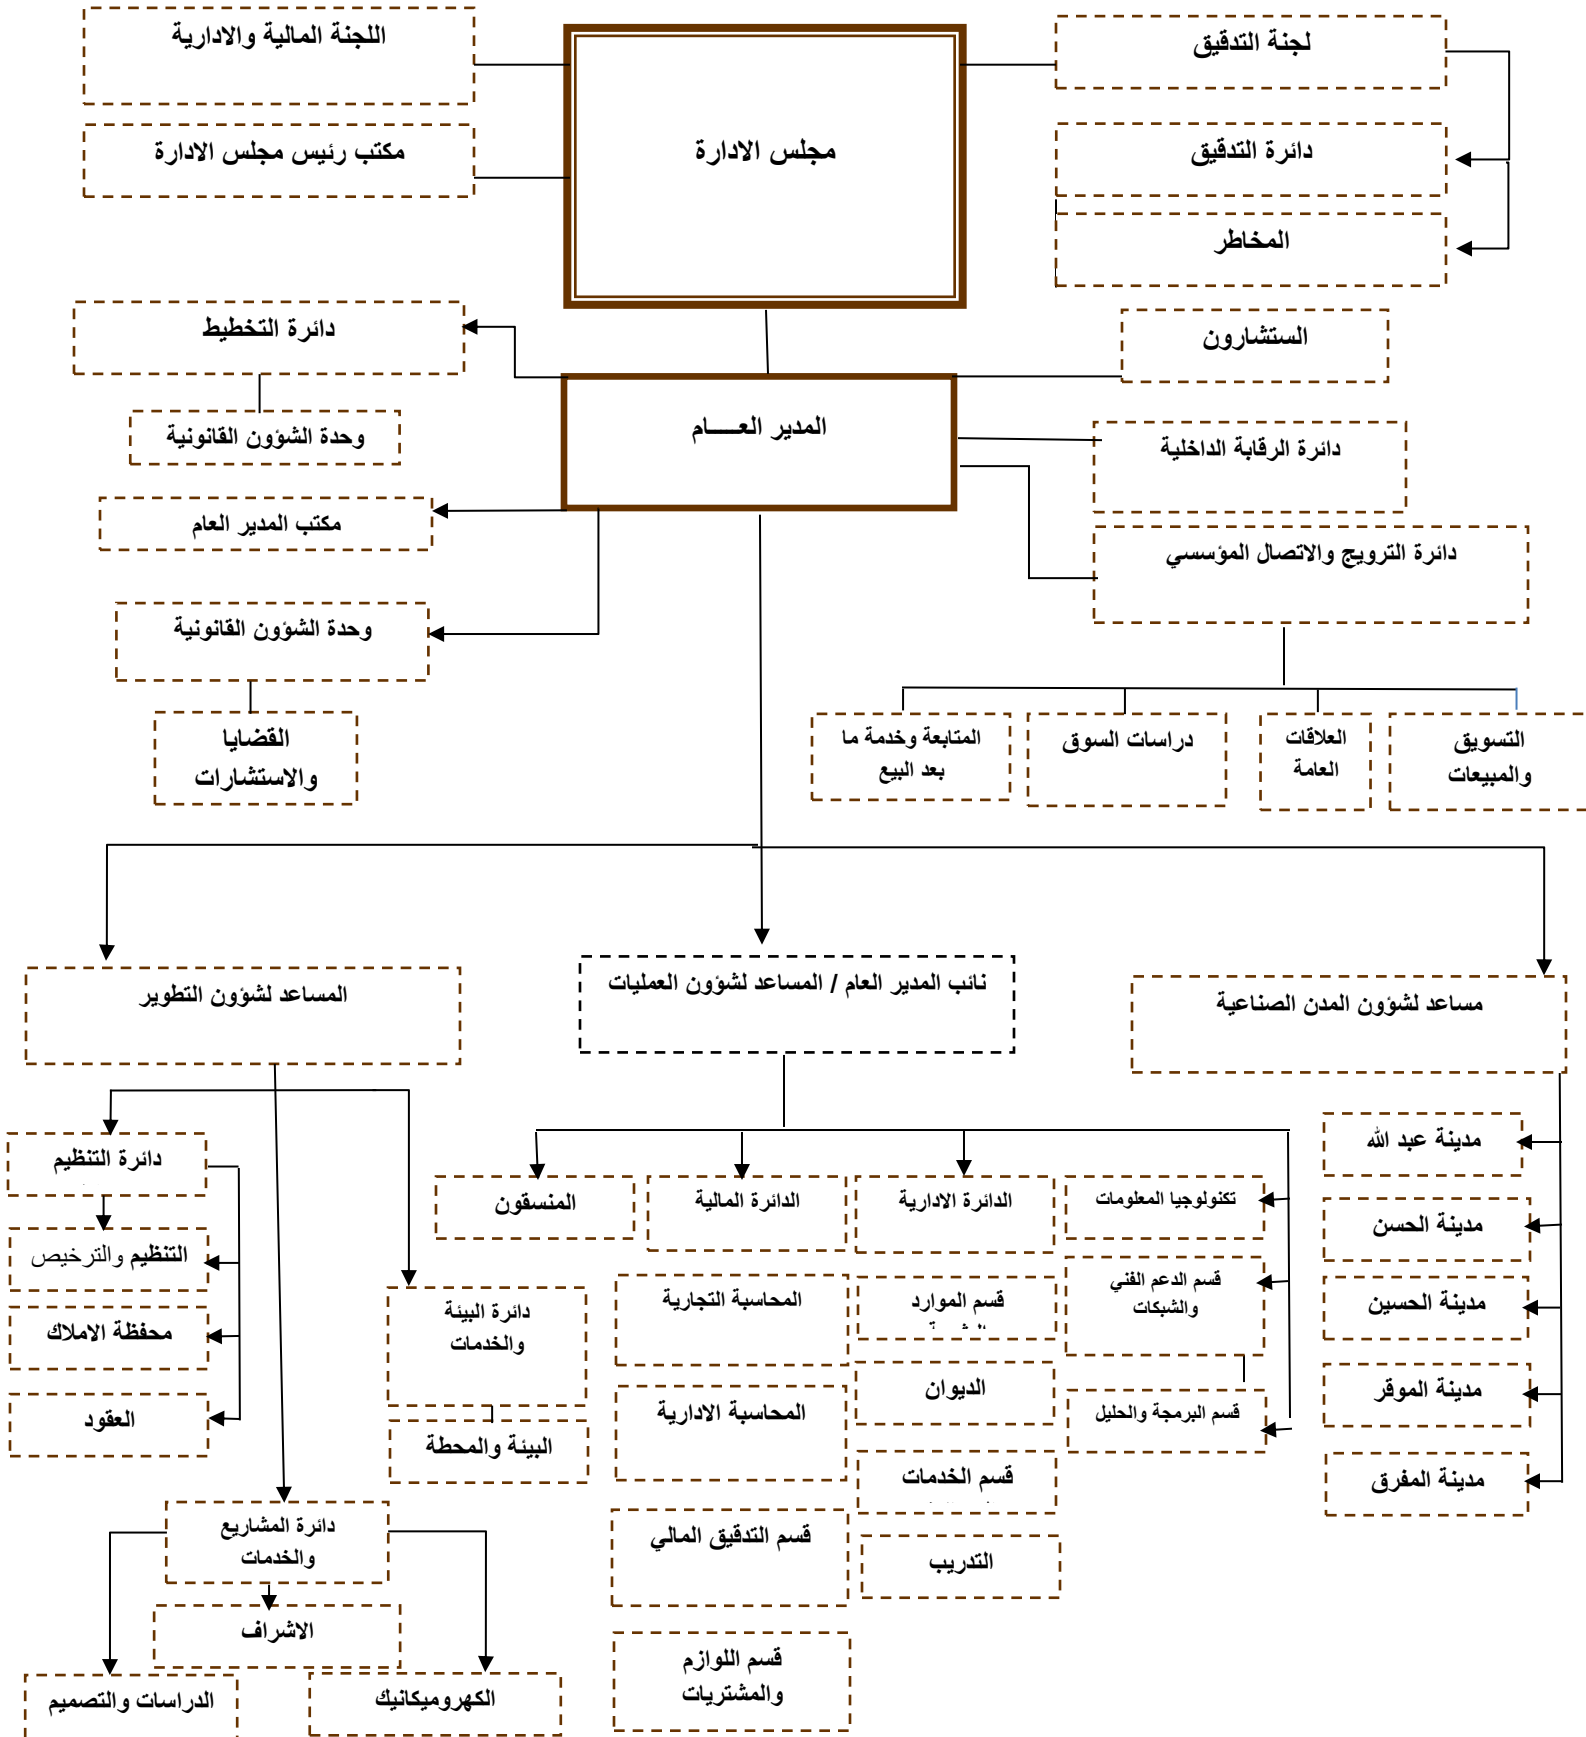 اللجنة المالية والادارية
لجنة التدقيق
مجلس الادارة
مكتب رئيس مجلس الادارة
دائرة التدقيق
المخاطر
دائرة التخطيط
الستشارون
المدير العــــام
وحدة الشؤون القانونية
دائرة الرقابة الداخلية
مكتب المدير العام
دائرة الترويج والاتصال المؤسسي
وحدة الشؤون القانونية
القضايا
والاستشارات
التسويق
والمبيعات
العلاقات
العامة
دراسات السوق
المتابعة وخدمة ما
بعد البيع
مساعد لشؤون المدن الصناعية
نائب المدير العام / المساعد لشؤون العمليات
المساعد لشؤون التطوير
مدينة عبد الله
مدينة الحسن
مدينة الحسين
مدينة الموقر
مدينة المفرق
تكنولوجيا المعلومات
قسم الدعم الفني
والشبكات
قسم البرمجة والحليل
الدائرة الادارية
قسم الموارد
الديوان
قسم الخدمات
التدريب
الدائرة المالية
المحاسبة التجارية
المحاسبة الادارية
قسم التدقيق المالي
قسم اللوازم
والمشتريات
المنسقون
دائرة التنظيم
التنظيم والترخيص
محفظة الاملاك
العقود
دائرة البيئة
والخدمات
البيئة والمحطة
دائرة المشاريع
والخدمات
الاشراف
الكهروميكانيك
الدراسات والتصميم